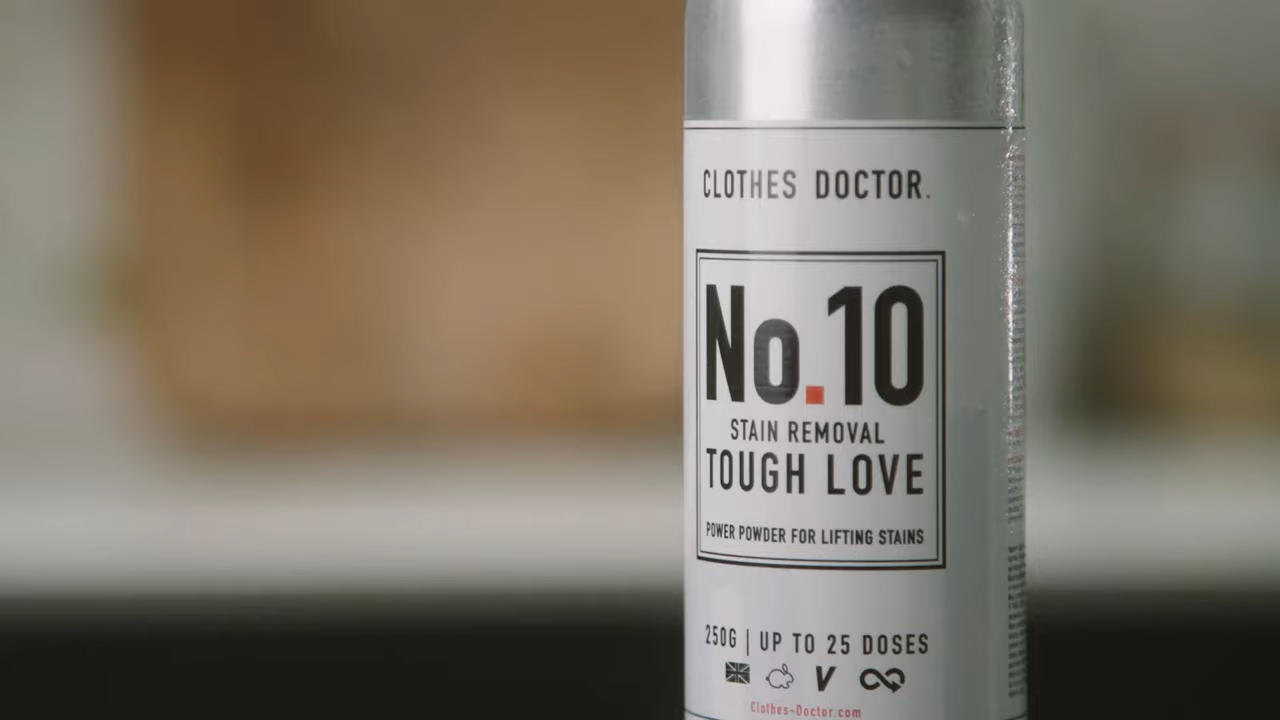 CLOTHES DOCTOR.
No.10
STAIN REMOVAL
TOUGH LOVE
POWER POWDER FOR LIFTING STAINS
250G | UP TO 25 DOSES
V
Clothes-Doctor.com